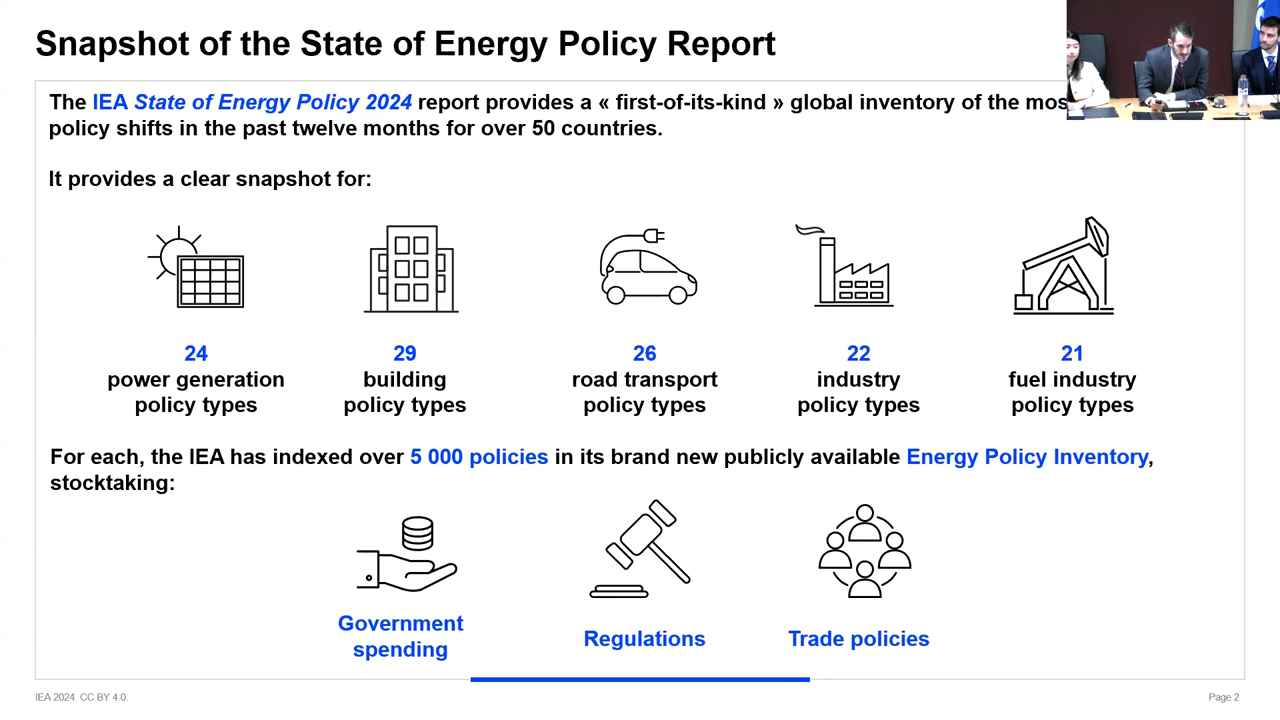 Snapshot of the State of Energy Policy Report
The IEA State of Energy Policy 2024 report provides a « first-of-its-kind » global inventory of the
policy shifts in the past twelve months for over 50 countries.
It provides a clear snapshot for:
24
power generation
policy types
29
building
policy types
26
road transport
policy types
22
industry
policy types
21
fuel industry
policy types
For each, the IEA has indexed over 5 000 policies in its brand new publicly available Energy Policy Inventory,
stocktaking:
Government
spending
Regulations
Trade policies
IEA 2024. CC BY 4.0.
Page 2